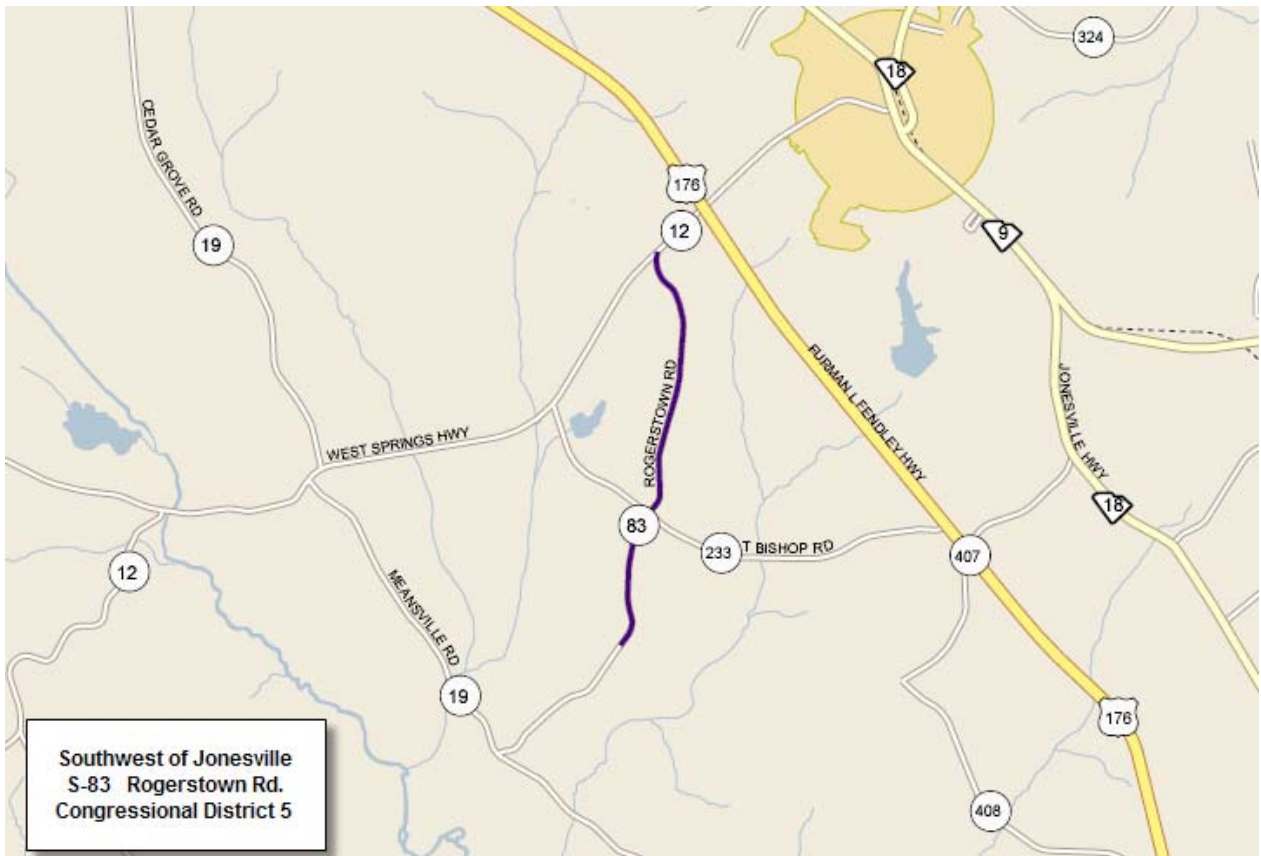 324
18
CEDAR GROVE RD
176
12
19
9
ROGERSTOWN RD
FURMAN L FENDLEY HWY
JONESVILLE HWY
WEST SPRINGS HWY
18
83
233
T BISHOP RD
407
12
MEANSVILLE RD
19
176
408
Southwest of Jonesville
S-83 Rogerstown Rd.
Congressional District 5